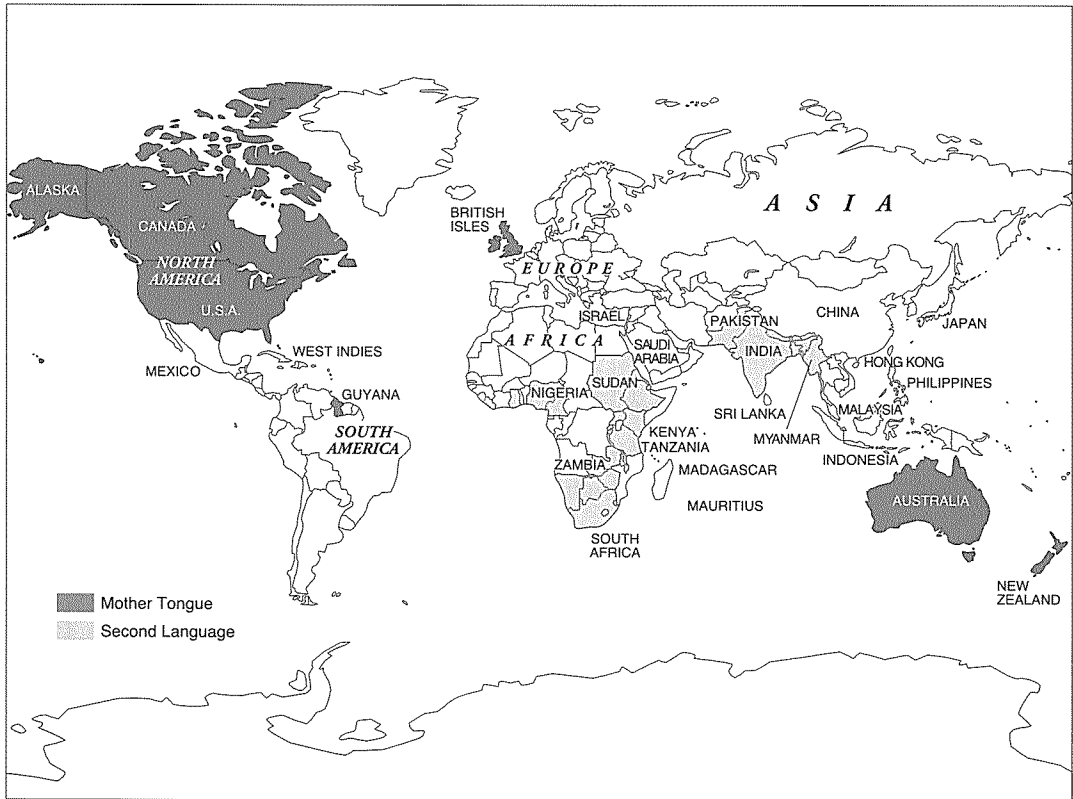 ALASKA
CANADA
NORTH
AMERICA
U.S.A.
MEXICO
WEST INDIES
GUYANA
SOUTH
AMERICA
BRITISH
ISLES
EUROPE
ASIA
ISRAEL
AFRICA
SAUDI
ARABIA
PAKISTAN
INDIA
CHINA
JAPAN
HONG KONG
PHILIPPINES
NIGERIA
SUDAN
SRI LANKA
MALAYSIA
MYANMAR
KENYA
TANZANIA
INDONESIA
ZAMBIA
MADAGASCAR
MAURITIUS
AUSTRALIA
SOUTH
AFRICA
NEW
ZEALAND
Mother Tongue
Second Language